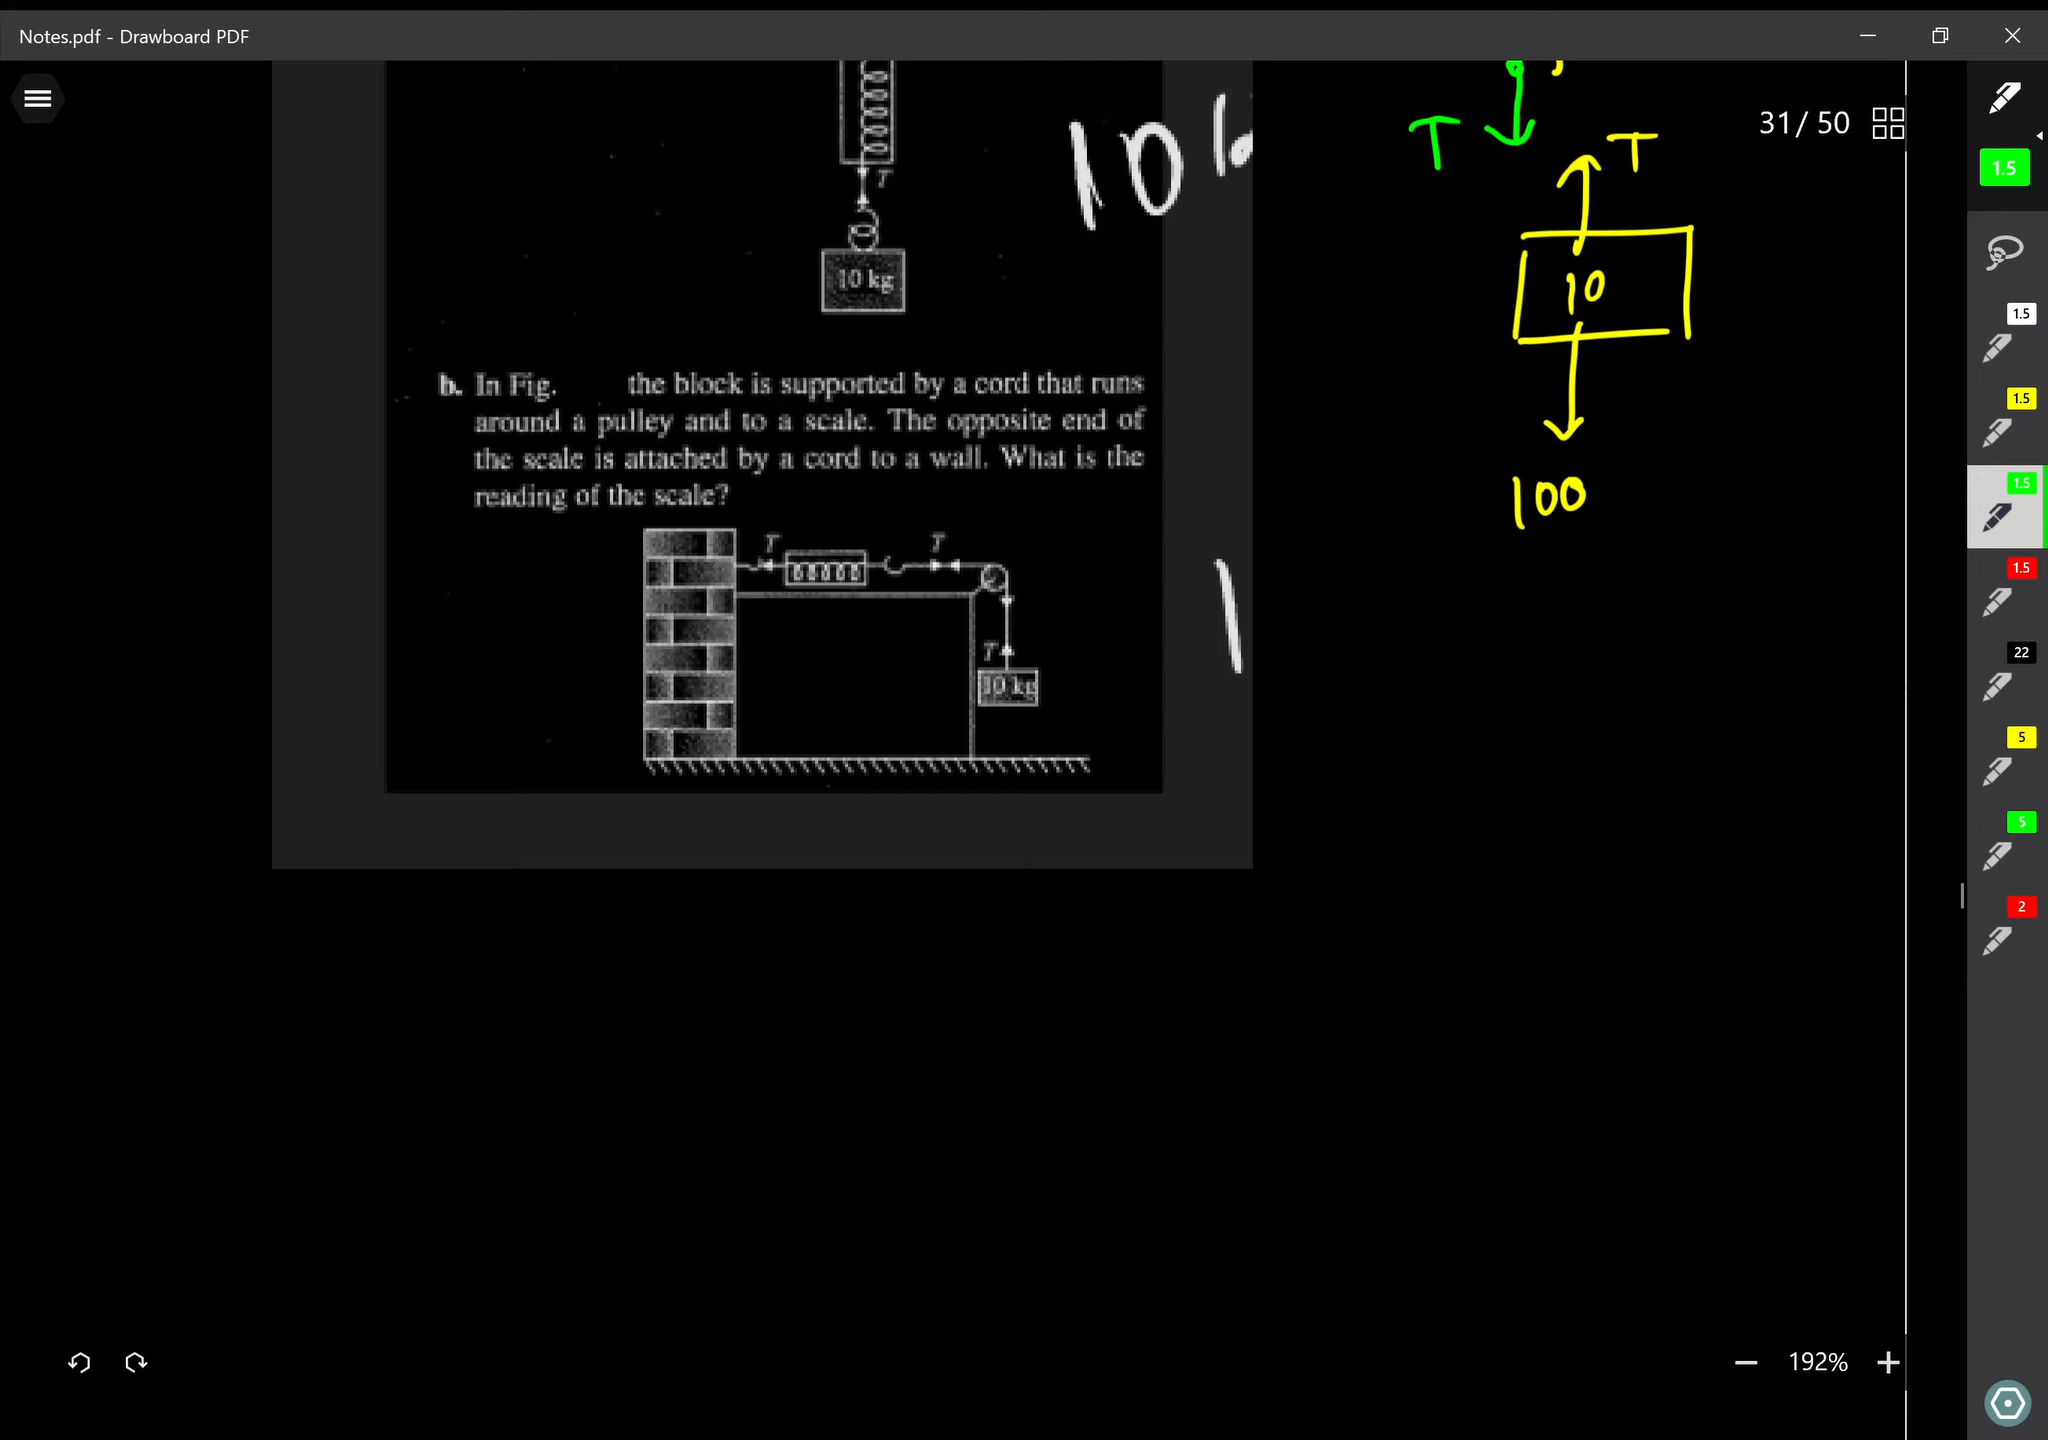 Notes.pdf - Drawboard PDF
31/ 50
T
T
1.5
T
10
10 kg
10
1.5
1.5
b. In Fig. the block is supported by a cord that runs
around a pulley and to a scale. The opposite end of
the scale is attached by a cord to a wall. What is the
reading of the scale?
100
1.5
T
T
1.5
T
10 kg
22
5
5
2
192%